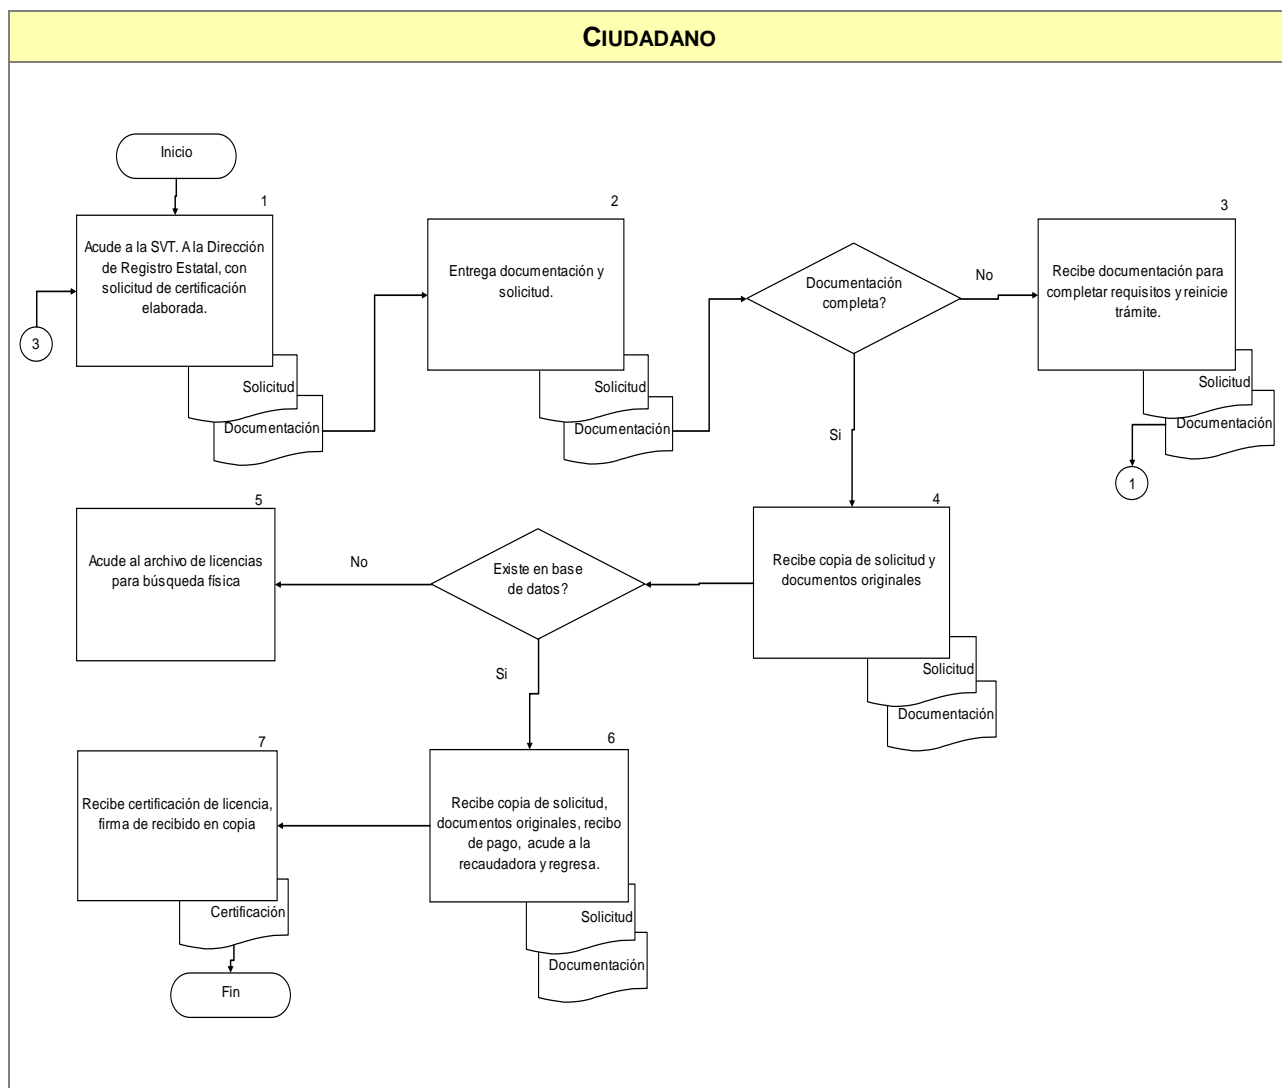 CIUDADANO
Inicio
1
Acude a la SVT. A la Dirección
de Registro Estatal, con
solicitud de certificación
elaborada.
3
Solicitud
Documentación
2
Entrega documentación y
solicitud.
Solicitud
Documentación
Documentación
completa?
No
Si
3
Recibe documentación para
completar requisitos y reinicie
trámite.
Solicitud
Documentación
1
4
Recibe copia de solicitud y
documentos originales
Solicitud
Documentación
Existe en base
de datos?
No
Si
5
Acude al archivo de licencias
para búsqueda física
6
Recibe copia de solicitud,
documentos originales, recibo
de pago, acude a la
recaudadora y regresa.
Solicitud
Documentación
7
Recibe certificación de licencia,
firma de recibido en copia
Certificación
Fin